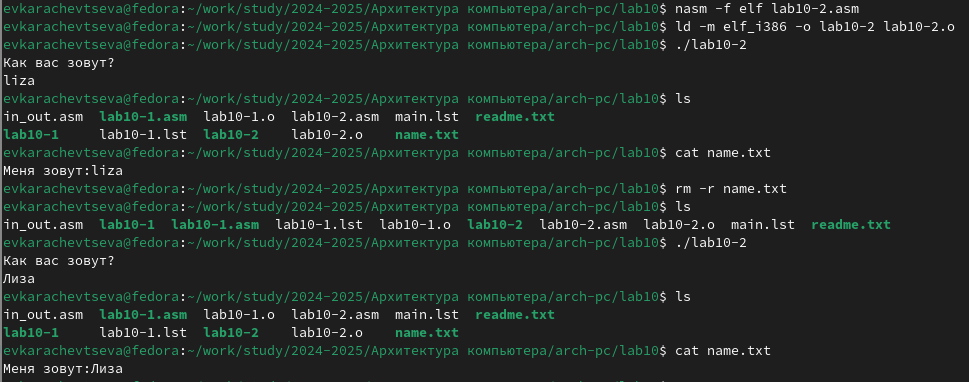 evkarachevtseva@fedora:~/work/study/2024-2025/Архитектура компьютера/arch-pc/lab10$ nasm -f elf lab10-2.asm
evkarachevtseva@fedora:~/work/study/2024-2025/Архитектура компьютера/arch-pc/lab10$ ld -m elf_i386 -o lab10-2 lab10-2.o
evkarachevtseva@fedora:~/work/study/2024-2025/Архитектура компьютера/arch-pc/lab10$ ./lab10-2
Как вас зовут?
liza
evkarachevtseva@fedora:~/work/study/2024-2025/Архитектура компьютера/arch-pc/lab10$ ls
in_out.asm lab10-1.asm lab10-1.o lab10-2.asm main.lst readme.txt
lab10-1 lab10-1.lst lab10-2 lab10-2.o name.txt
evkarachevtseva@fedora:~/work/study/2024-2025/Архитектура компьютера/arch-pc/lab10$ cat name.txt
Меня зовут:liza
evkarachevtseva@fedora:~/work/study/2024-2025/Архитектура компьютера/arch-pc/lab10$ rm -r name.txt
evkarachevtseva@fedora:~/work/study/2024-2025/Архитектура компьютера/arch-pc/lab10$ ls
in_out.asm lab10-1 lab10-1.asm lab10-1.lst lab10-1.o lab10-2 lab10-2.asm lab10-2.o main.lst readme.txt
evkarachevtseva@fedora:~/work/study/2024-2025/Архитектура компьютера/arch-pc/lab10$ ./lab10-2
Как вас зовут?
Лиза
evkarachevtseva@fedora:~/work/study/2024-2025/Архитектура компьютера/arch-pc/lab10$ ls
in_out.asm lab10-1.asm lab10-1.o lab10-2.asm main.lst readme.txt
lab10-1 lab10-1.lst lab10-2 lab10-2.o name.txt
evkarachevtseva@fedora:~/work/study/2024-2025/Архитектура компьютера/arch-pc/lab10$ cat name.txt
Меня зовут:Лиза